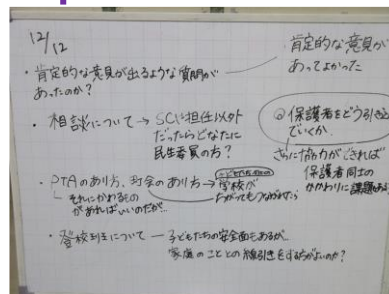 12/12
・肯定的な意見が出るような質問が
あったのか?
肯定的な意見が
あってよかった
・相談について→SCに担任以外
だったらどなたに
民生委員の方?
◎保護者をどう引き込んで
いくか。
さらに協力ができれば
保護者同士の
かかわりに課題
・PTAのあり方、町会のあり方→学校が
それにかわるもの
があればいいのだが…
・登校班について―子どもたちの安全面もあるが…
家庭のこととの線引きをする方がよいのか?